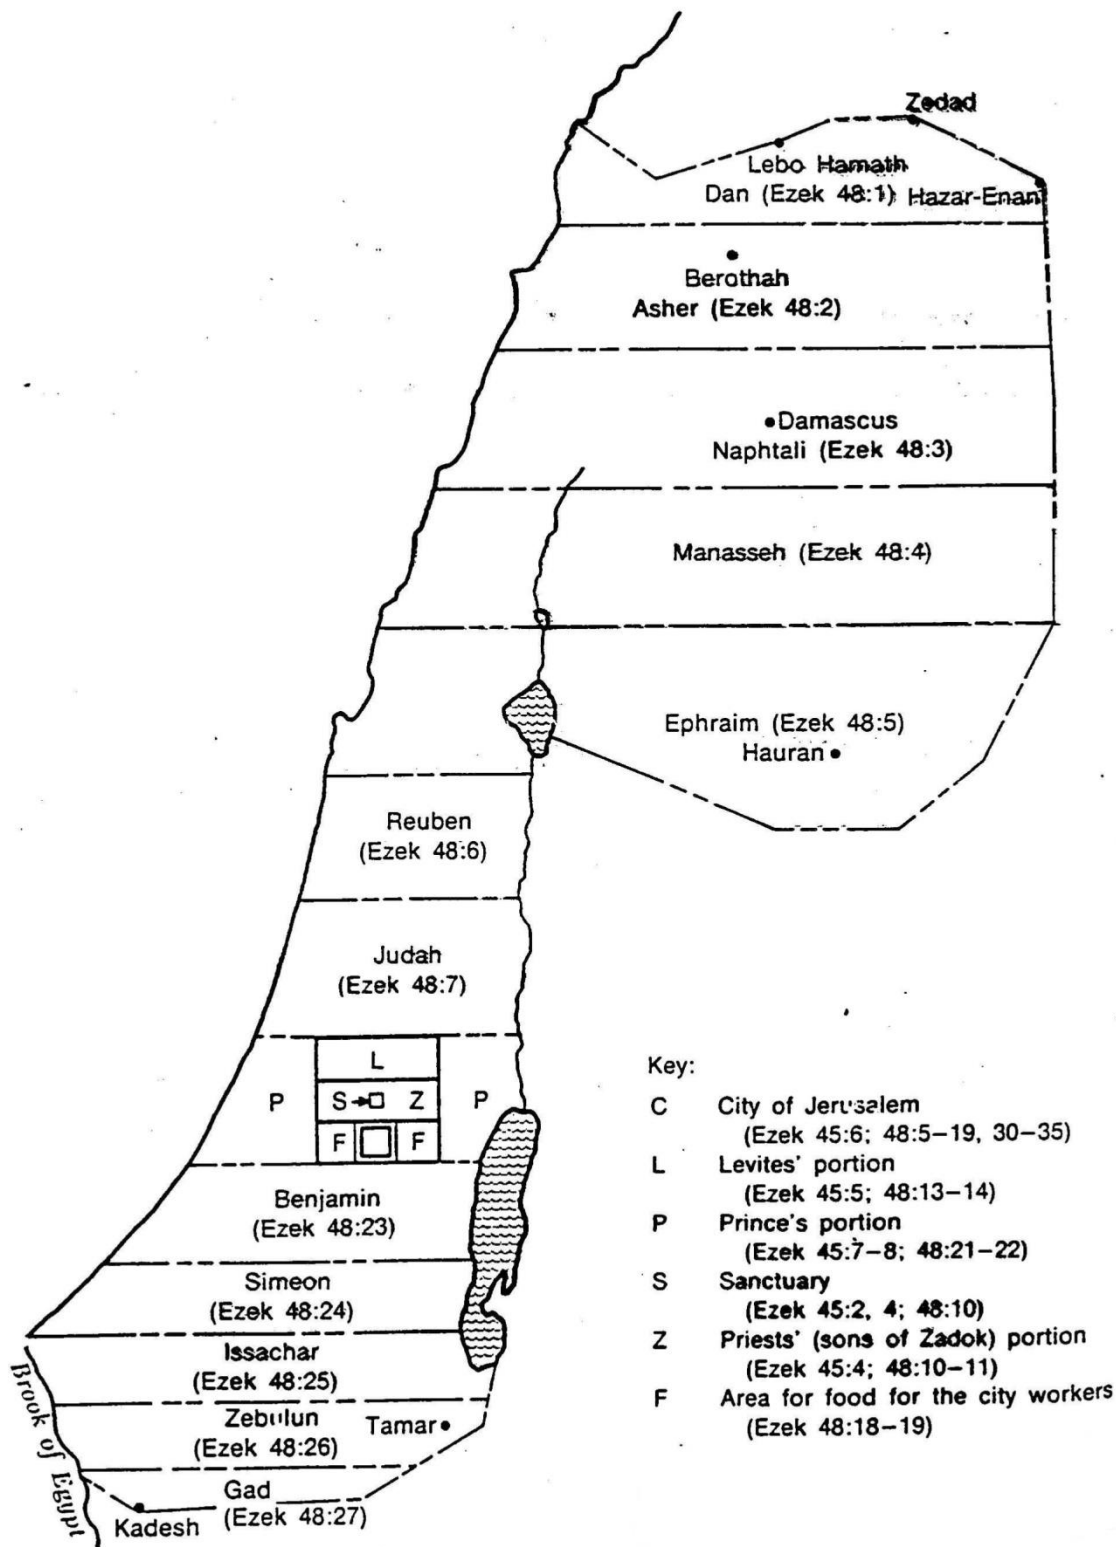 Zedad
Lebo Hamath
Dan (Ezek 48:1)
Hazar-Enan
Berothah
Asher (Ezek 48:2)
Damascus
Naphtali (Ezek 48:3)
Manasseh (Ezek 48:4)
Ephraim (Ezek 48:5)
Hauran
Reuben
(Ezek 48:6)
Judah
(Ezek 48:7)
L
P S Z P
F F
Benjamin
(Ezek 48:23)
Simeon
(Ezek 48:24)
Issachar
(Ezek 48:25)
Zebulun
(Ezek 48:26)
Tamar
Gad
(Ezek 48:27)
Kadesh
Brook of Egypt
Key:
C City of Jerusalem
(Ezek 45:6; 48:5–19, 30–35)
L Levites' portion
(Ezek 45:5; 48:13–14)
P Prince's portion
(Ezek 45:7–8; 48:21–22)
S Sanctuary
(Ezek 45:2, 4; 48:10)
Z Priests' (sons of Zadok) portion
(Ezek 45:4; 48:10–11)
F Area for food for the city workers
(Ezek 48:18–19)